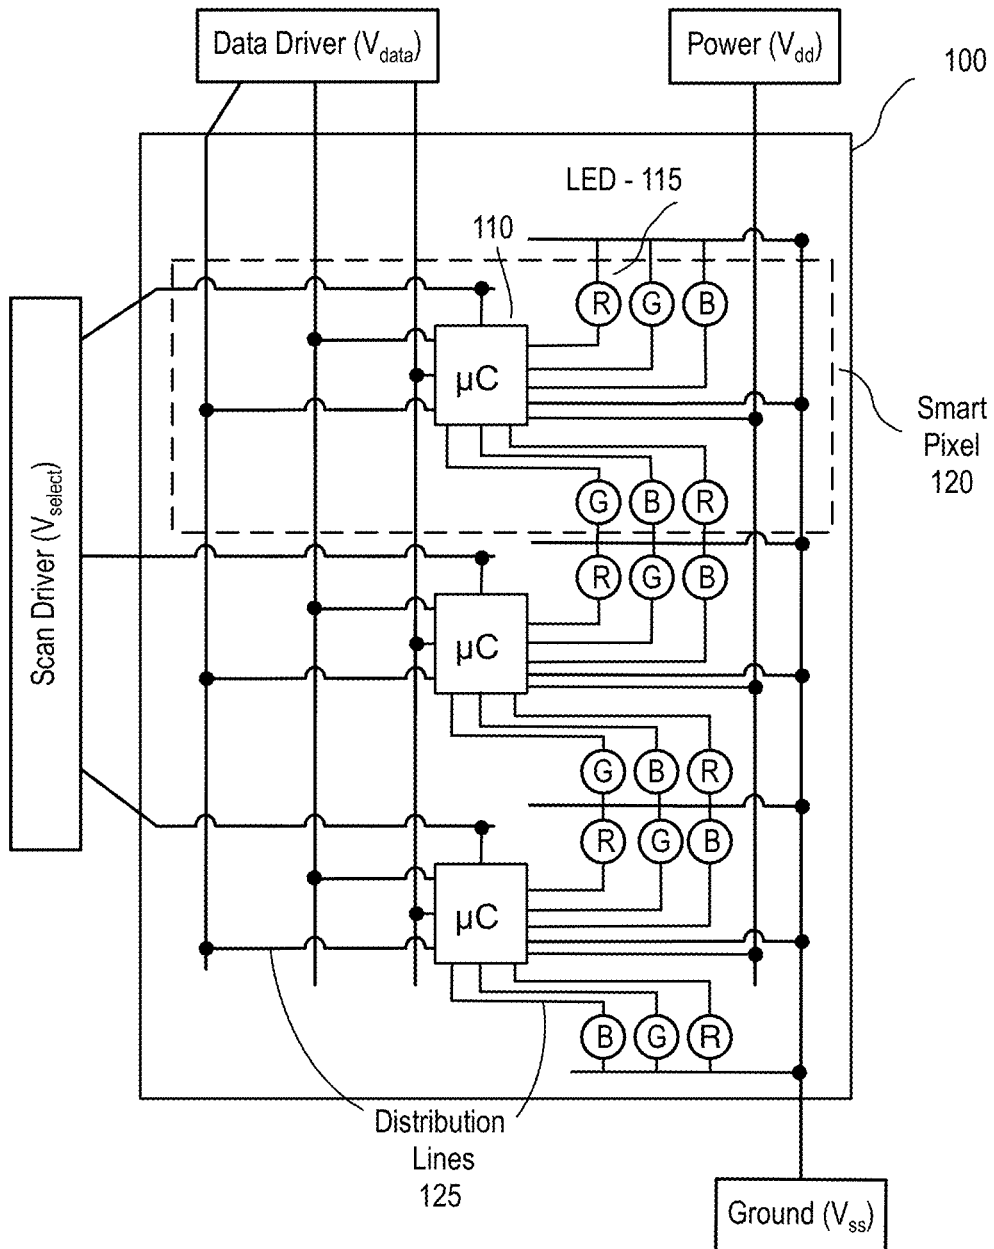 Data Driver (Vdata)
Power (Vdd)
100
LED - 115
110
R G B
µC
Smart
Pixel
120
G B R
Scan Driver (Vselect)
R G B
µC
G B R
R G B
µC
B G R
Distribution
Lines
125
Ground (Vss)